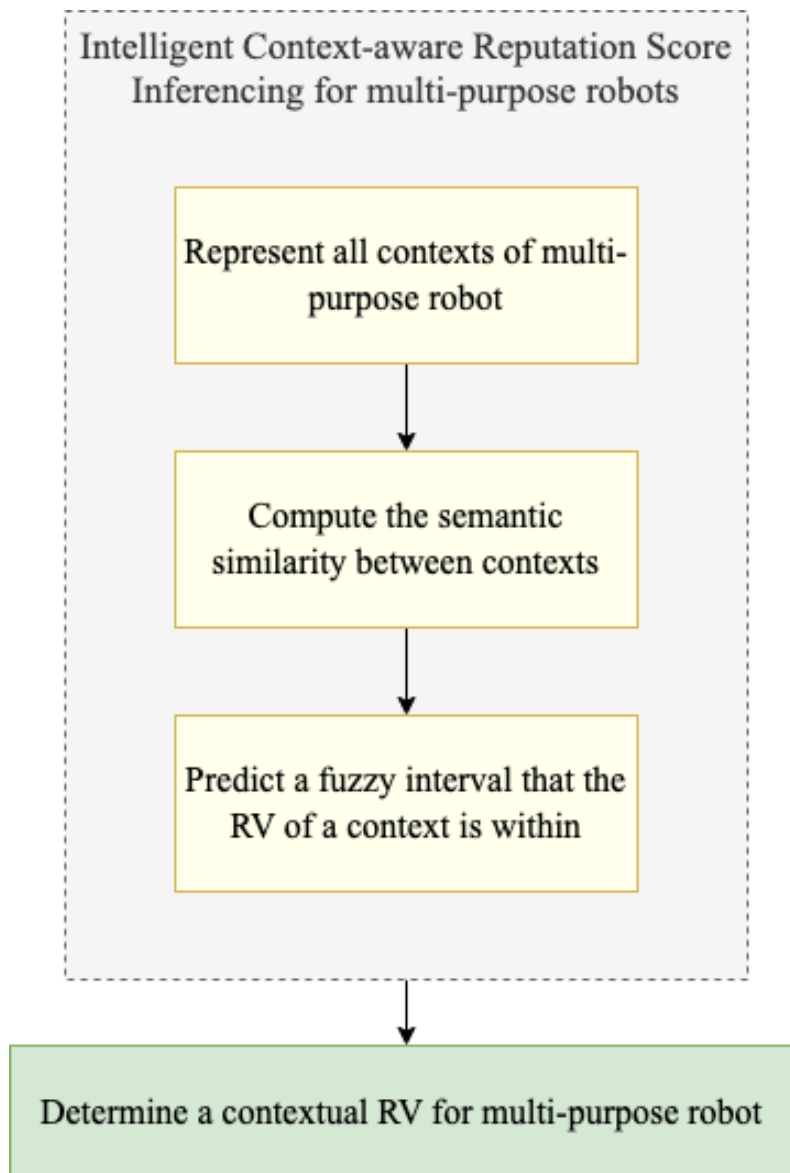 Intelligent Context-aware Reputation Score
Inferencing for multi-purpose robots
Represent all contexts of multi-
purpose robot
Compute the semantic
similarity between contexts
Predict a fuzzy interval that the
RV of a context is within
Determine a contextual RV for multi-purpose robot